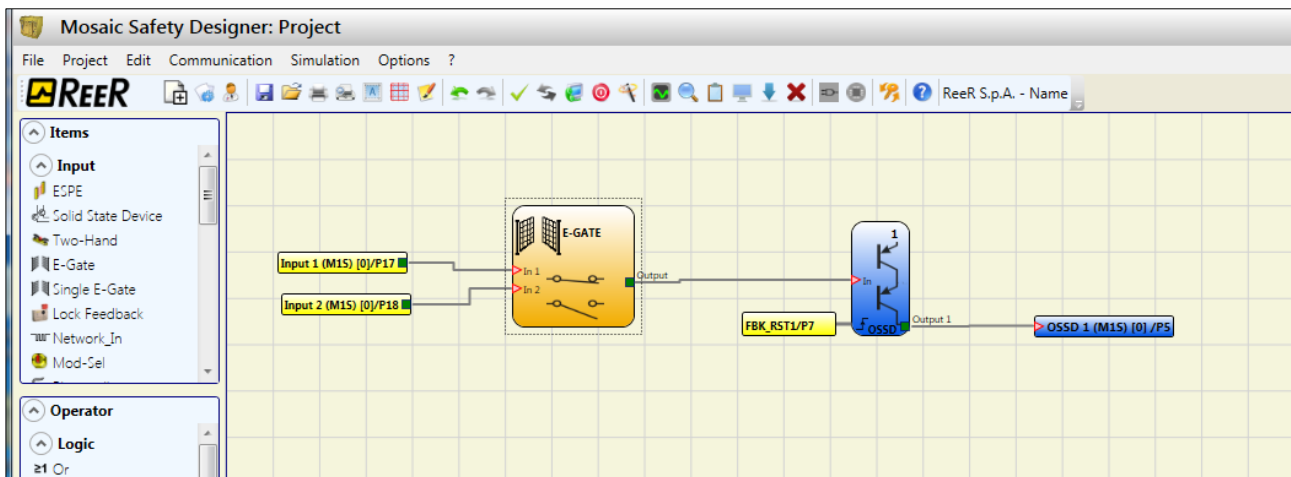 Mosaic Safety Designer: Project
File Project Edit Communication Simulation Options ?
REER
ReeR S.p.A. - Name
Items
Input
ESPE
Solid State Device
Two-Hand
E-Gate
Single E-Gate
Lock Feedback
Network_In
Mod-Sel
Operator
Logic
≥1 Or
E-GATE
In 1
In 2
Output
Input 1 (M15) [0]/P17
Input 2 (M15) [0]/P18
1
In
OSSD
Output 1
FBK_RST1/P7
OSSD 1 (M15) [0] /P5